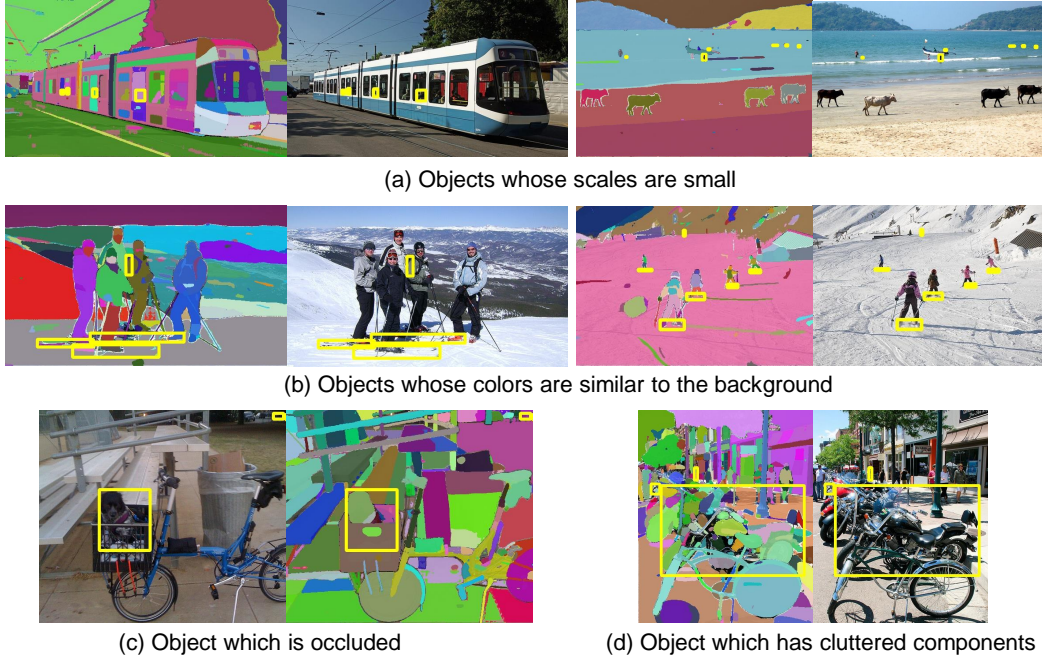 (a) Objects whose scales are small
(b) Objects whose colors are similar to the background
(c) Object which is occluded
(d) Object which has cluttered components